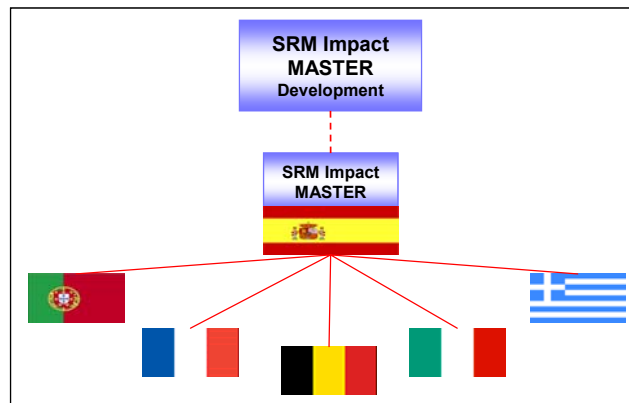 SRM Impact
MASTER
Development
SRM Impact
MASTER